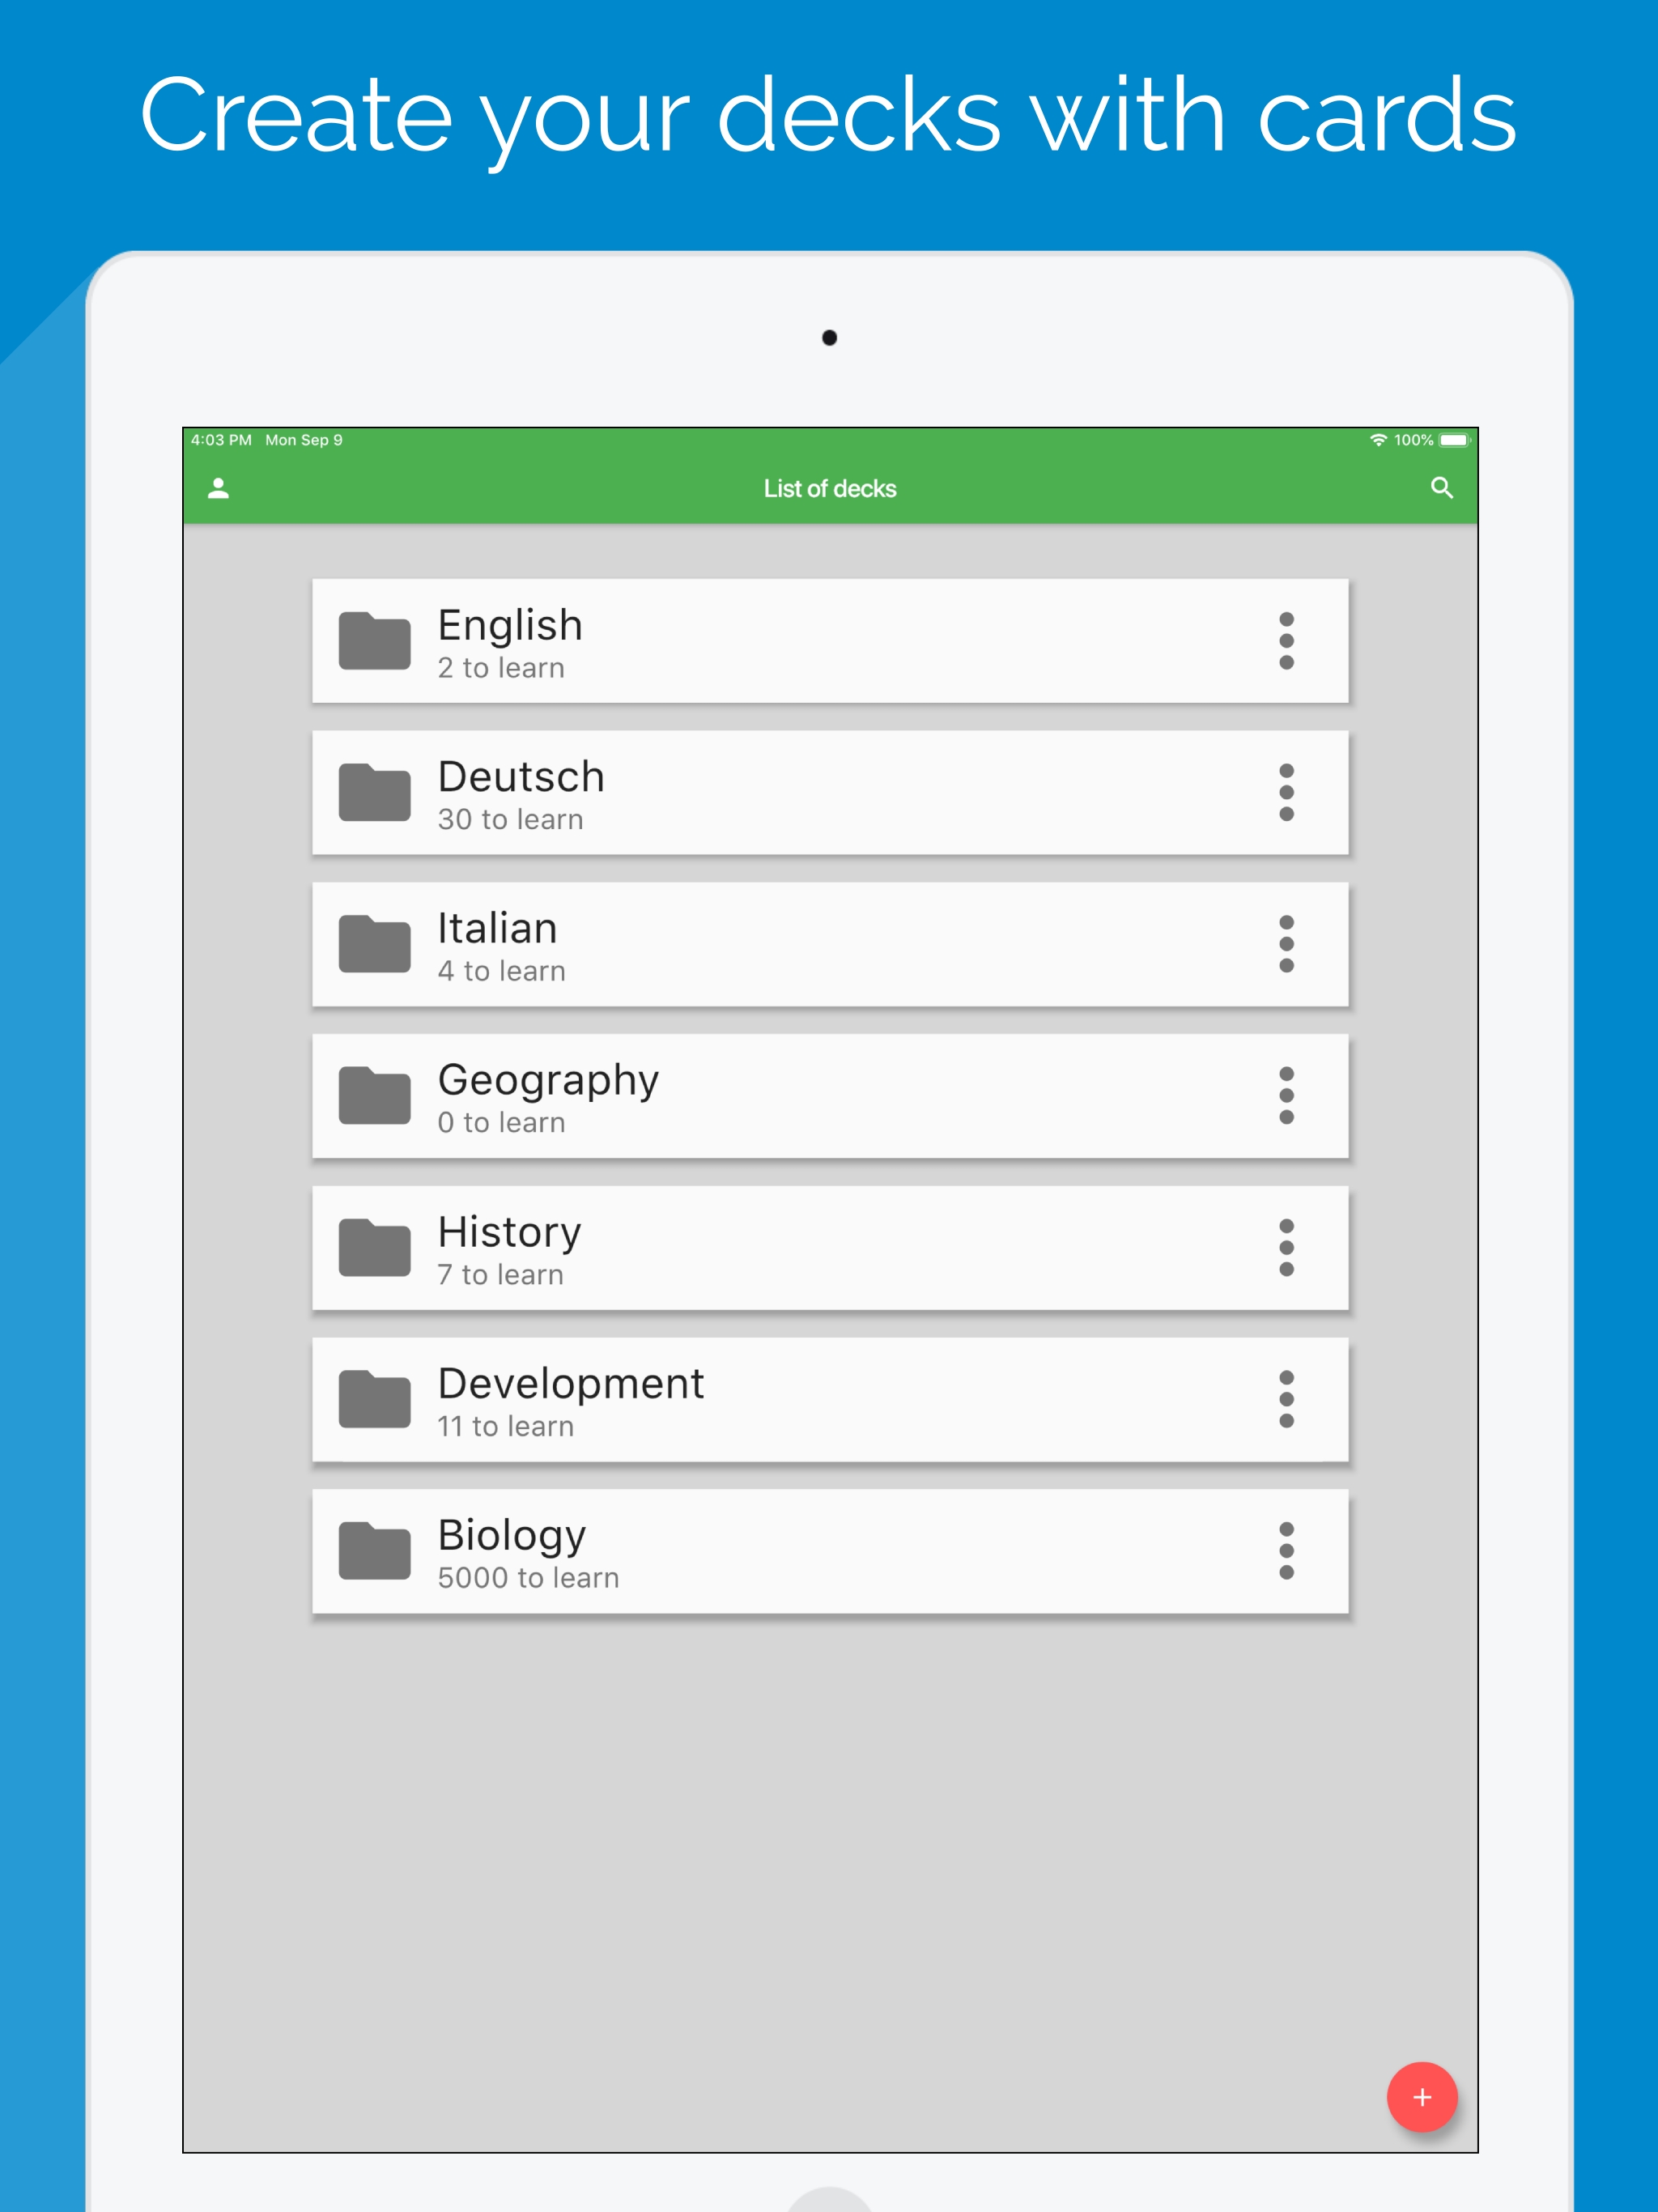 Create your decks with cards
4:03 PM Mon Sep 9
100%
List of decks
English
2 to learn
Deutsch
30 to learn
Italian
4 to learn
Geography
0 to learn
History
7 to learn
Development
11 to learn
Biology
5000 to learn
+